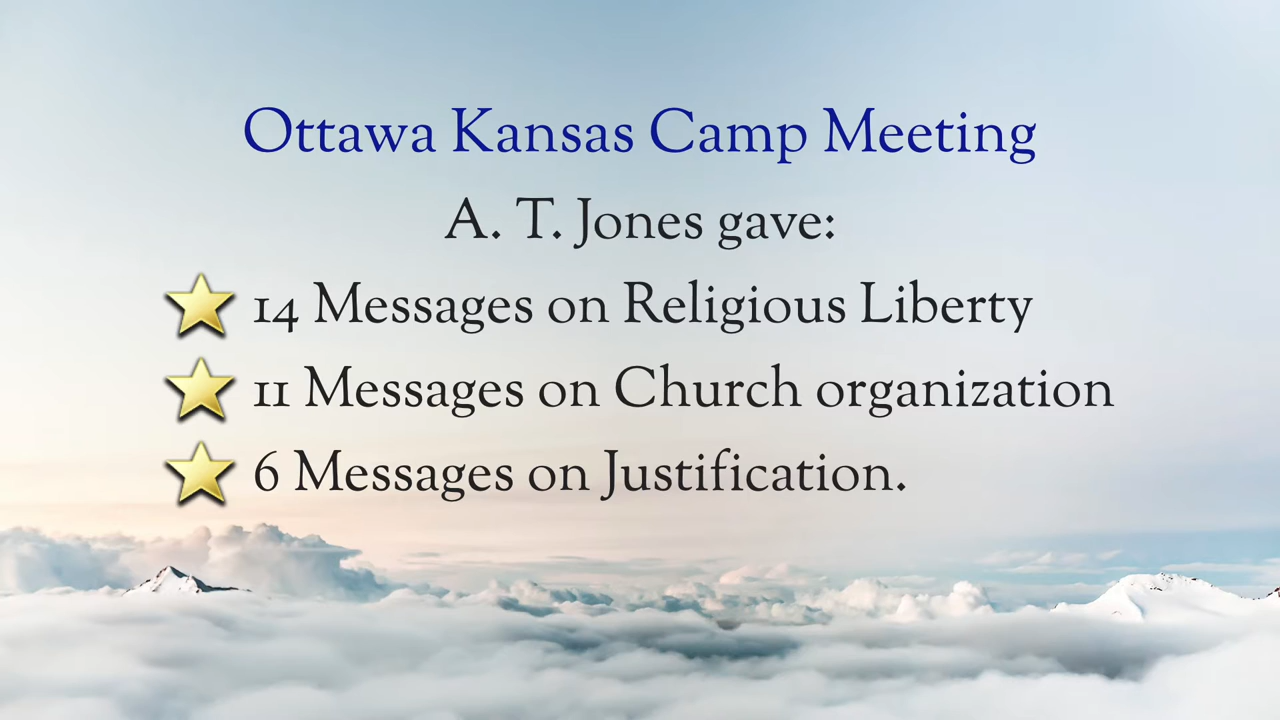 Ottawa Kansas Camp Meeting
A. T. Jones gave:
14 Messages on Religious Liberty
11 Messages on Church organization
6 Messages on Justification.